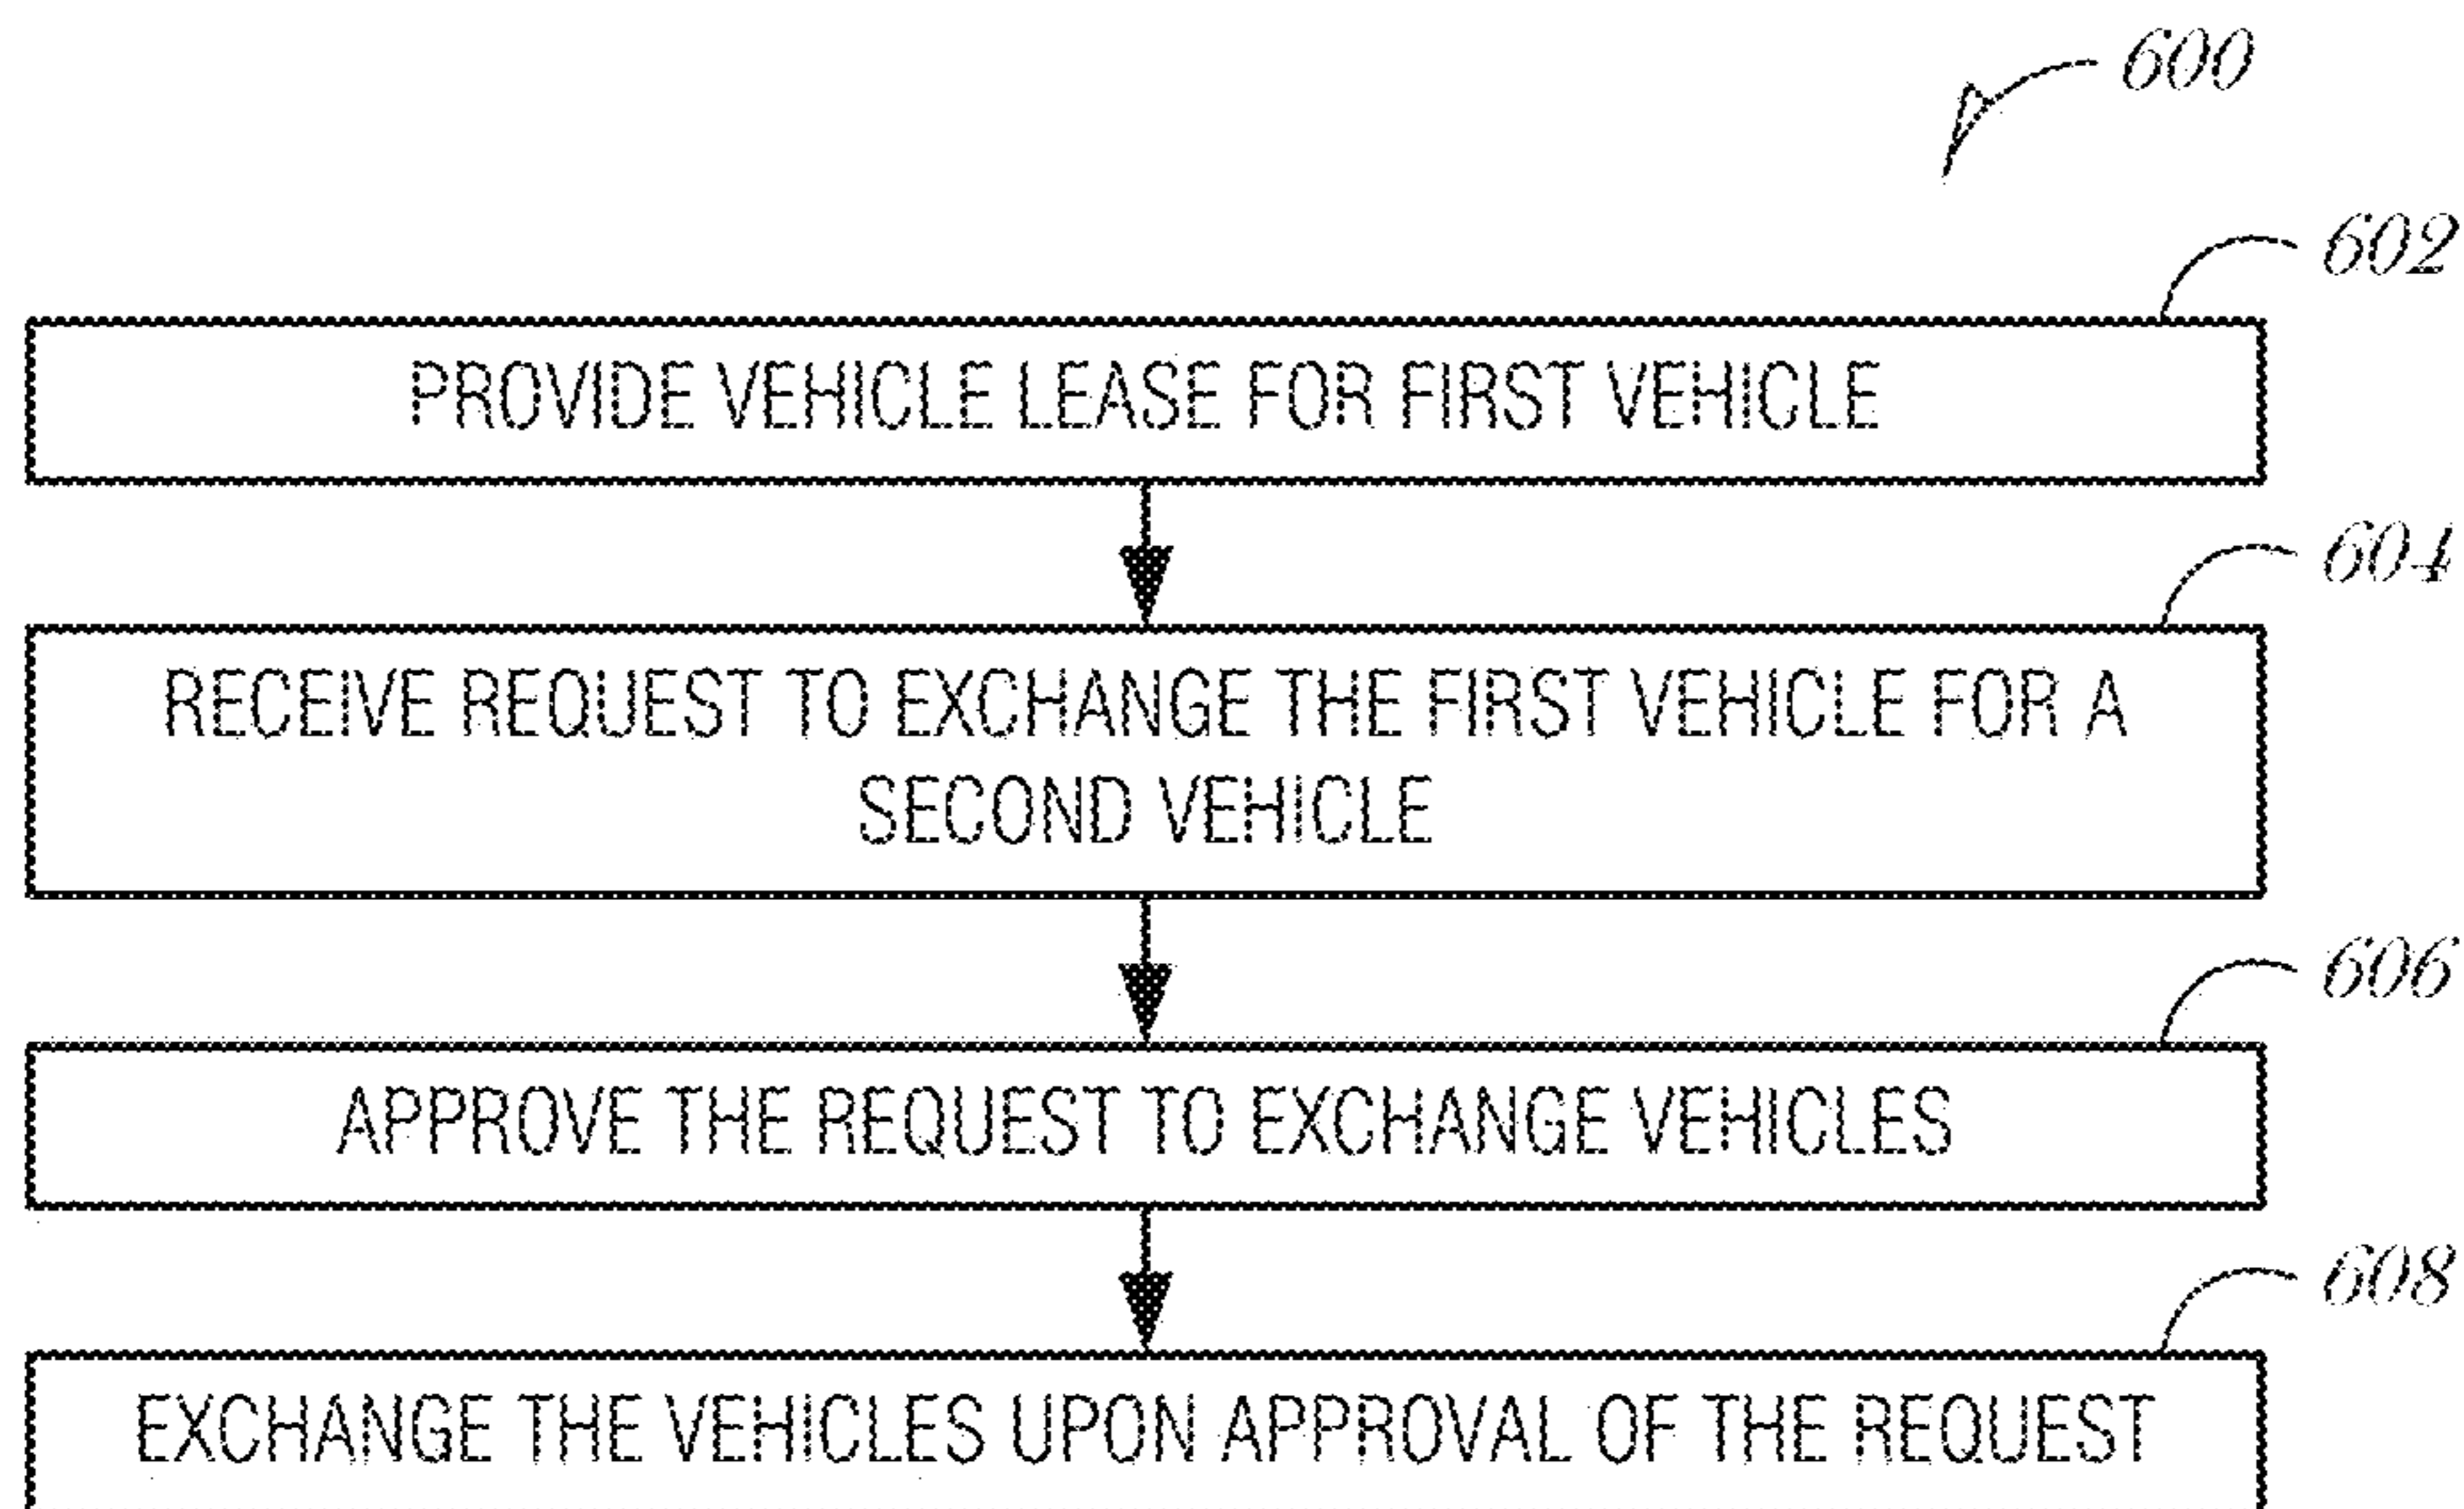 600
602
PROVIDE VEHICLE LEASE FOR FIRST VEHICLE
604
RECEIVE REQUEST TO EXCHANGE THE FIRST VEHICLE FOR A
SECOND VEHICLE
606
APPROVE THE REQUEST TO EXCHANGE VEHICLES
608
EXCHANGE THE VEHICLES UPON APPROVAL OF THE REQUEST